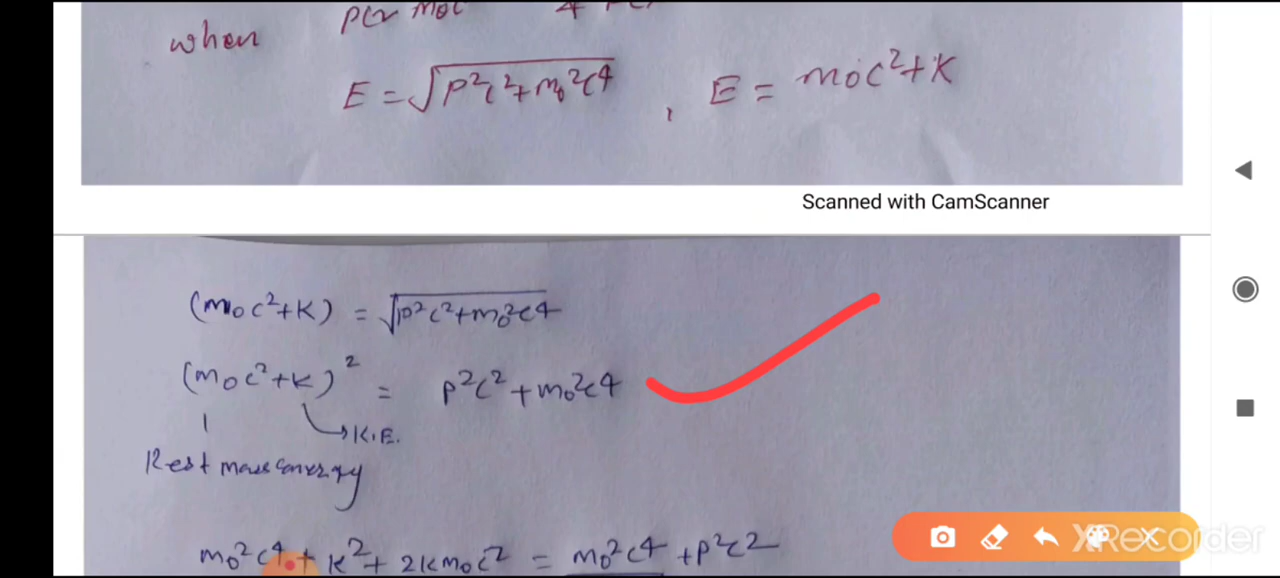 when
E = √p²c²+m₀²c⁴ , E = m₀c²+K
Scanned with CamScanner
(m₀c²+K) = √p²c²+m₀²c⁴
(m₀c²+K)² = p²c²+m₀²c⁴
K.E.
Rest mass energy
m₀²c⁴ + K² + 2Km₀c² = m₀²c⁴ + p²c²
XRecorder